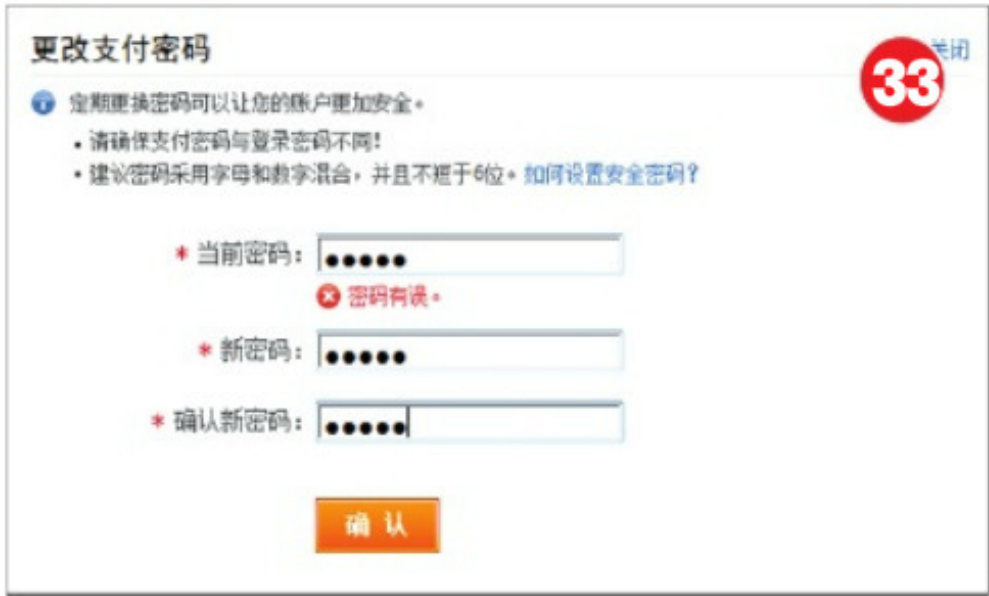 更改支付密码
关闭
33
定期更换密码可以让您的账户更加安全。
• 请确保支付密码与登录密码不同!
• 建议密码采用字母和数字混合，并且不短于6位。如何设置安全密码?
* 当前密码: ●●●●●
密码有误。
* 新密码: ●●●●●
* 确认新密码: ●●●●●
确 认